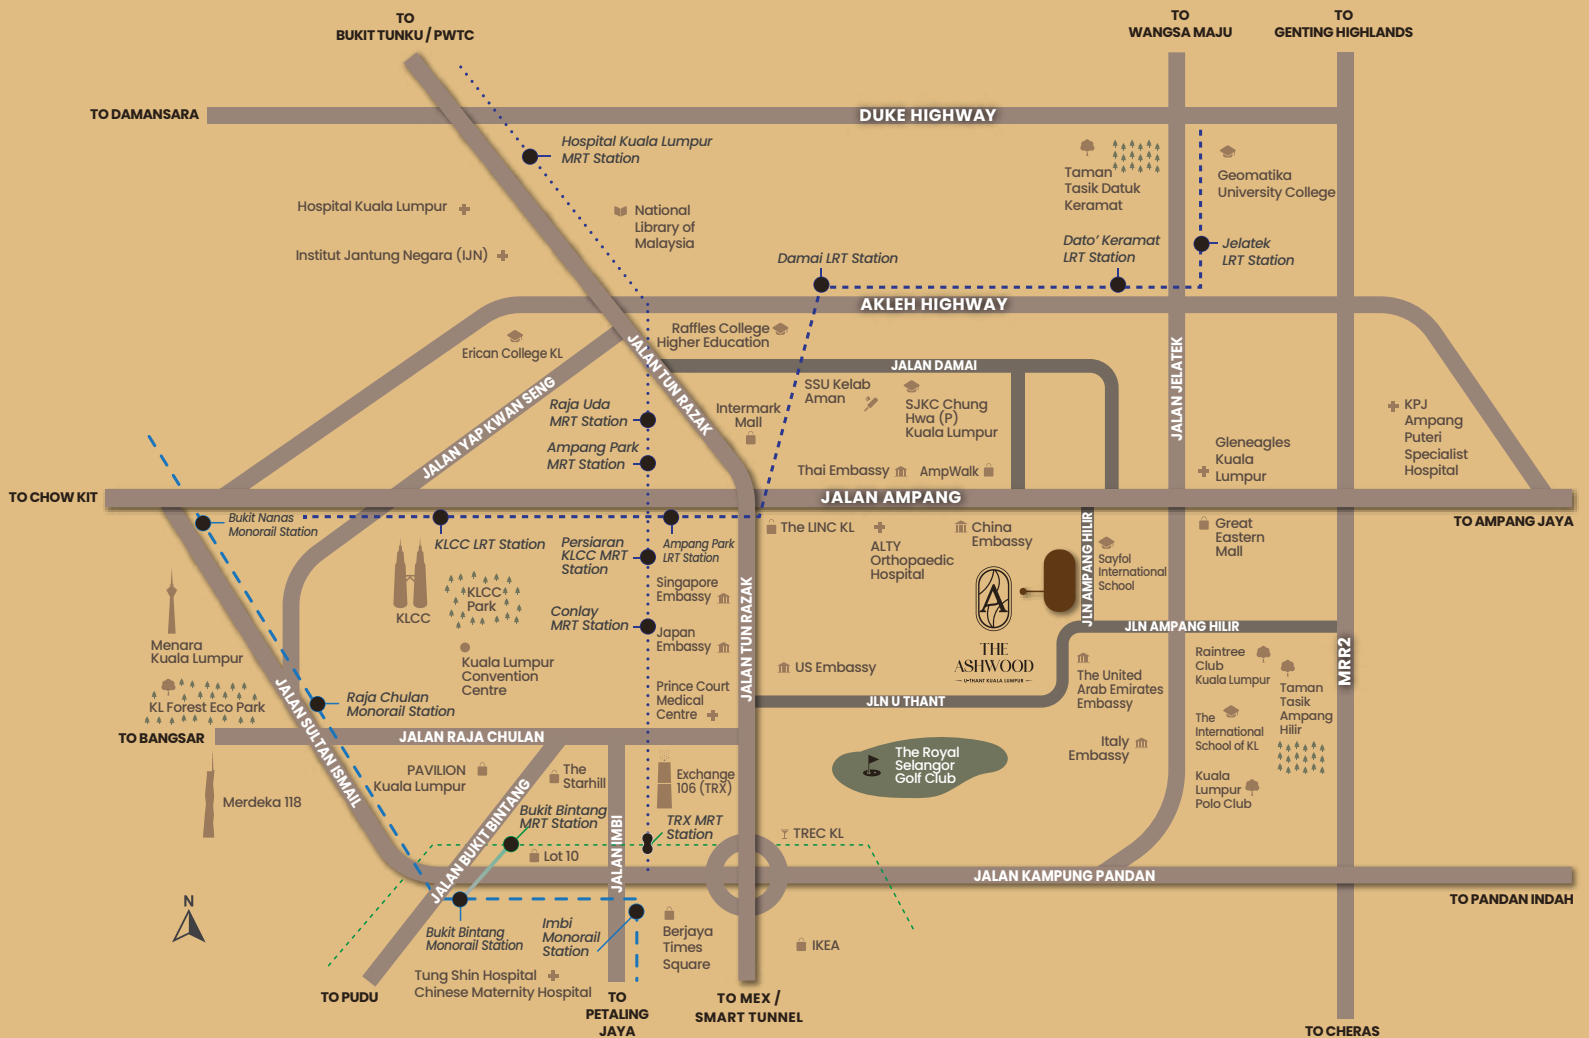 TO
BUKIT TUNKU / PWTC
TO
WANGSA MAJU
TO
GENTING HIGHLANDS
TO DAMANSARA
DUKE HIGHWAY
Hospital Kuala Lumpur
MRT Station
Taman
Tasik Datuk
Keramat
Geomatika
University College
Hospital Kuala Lumpur
National
Library of
Malaysia
Institut Jantung Negara (IJN)
Damai LRT Station
Dato' Keramat
LRT Station
Jelatek
LRT Station
AKLEH HIGHWAY
Erican College KL
Raffles College
Higher Education
JALAN TUN RAZAK
JALAN DAMAI
JALAN JELATEK
JALAN YAP KWAN SENG
SSU Kelab
Aman
SJKC Chung
Hwa (P)
Kuala Lumpur
Raja Uda
MRT Station
Intermark
Mall
KPJ
Ampang
Puteri
Specialist
Hospital
Ampang Park
MRT Station
Gleneagles
Kuala
Lumpur
Thai Embassy
AmpWalk
TO CHOW KIT
JALAN AMPANG
TO AMPANG JAYA
Bukit Nanas
Monorail Station
KLCC LRT Station
Persiaran
KLCC MRT
Station
Ampang Park
LRT Station
The LINC KL
ALTY
Orthopaedic
Hospital
China
Embassy
JLN AMPANG HILIR
Sayfol
International
School
Great
Eastern
Mall
Singapore
Embassy
KLCC
KLCC
Park
Conlay
MRT Station
Japan
Embassy
JALAN TUN RAZAK
A
THE
ASHWOOD
U-THANT KUALA LUMPUR
JLN AMPANG HILIR
MRR2
Menara
Kuala Lumpur
Kuala Lumpur
Convention
Centre
US Embassy
The United
Arab Emirates
Embassy
Raintree
Club
Kuala Lumpur
Taman
Tasik
Ampang
Hilir
KL Forest Eco Park
Raja Chulan
Monorail Station
Prince Court
Medical
Centre
JLN U THANT
The
International
School of KL
JALAN SULTAN ISMAIL
TO BANGSAR
JALAN RAJA CHULAN
Italy
Embassy
The Royal
Selangor
Golf Club
PAVILION
Kuala Lumpur
The
Starhill
Exchange
106 (TRX)
Kuala
Lumpur
Polo Club
Merdeka 118
JALAN BUKIT BINTANG
Bukit Bintang
MRT Station
JALAN IMBI
TRX MRT
Station
TREC KL
Lot 10
JALAN KAMPUNG PANDAN
TO PANDAN INDAH
N
Bukit Bintang
Monorail Station
Imbi
Monorail
Station
Berjaya
Times
Square
IKEA
Tung Shin Hospital
Chinese Maternity Hospital
TO PUDU
TO
PETALING
JAYA
TO MEX /
SMART TUNNEL
TO CHERAS